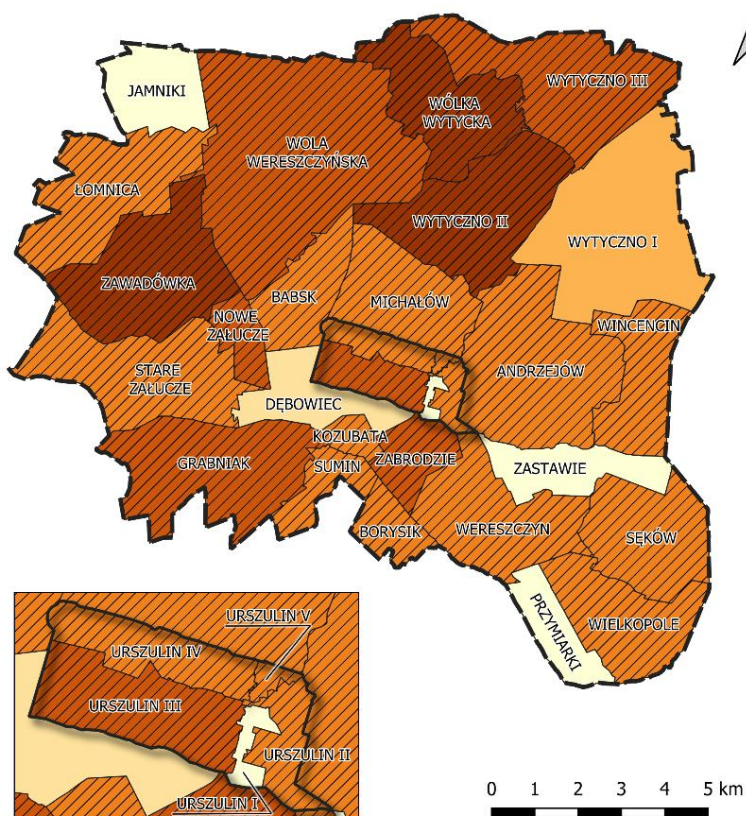 JAMNIKI
WYTYCZNO III
WÓLKA
WYTYCKA
WOLA
WERESZCZYŃSKA
ŁOMNICA
WYTYCZNO II
WYTYCZNO I
ZAWADÓWKA
BABSK
MICHAŁÓW
NOWE
ZAŁUCZE
WINCENCIN
STARE
ZAŁUCZE
ANDRZEJÓW
DĘBOWIEC
KOZUBATA
GRABNIAK
SUMIN
ZABRODZIE
ZASTAWIE
BORYSIK
WERESZCZYN
SĘKÓW
PRZYMIARKI
WIELKOPOLE
URSZULIN V
URSZULIN IV
URSZULIN III
URSZULIN II
URSZULIN I
0 1 2 3 4 5 km